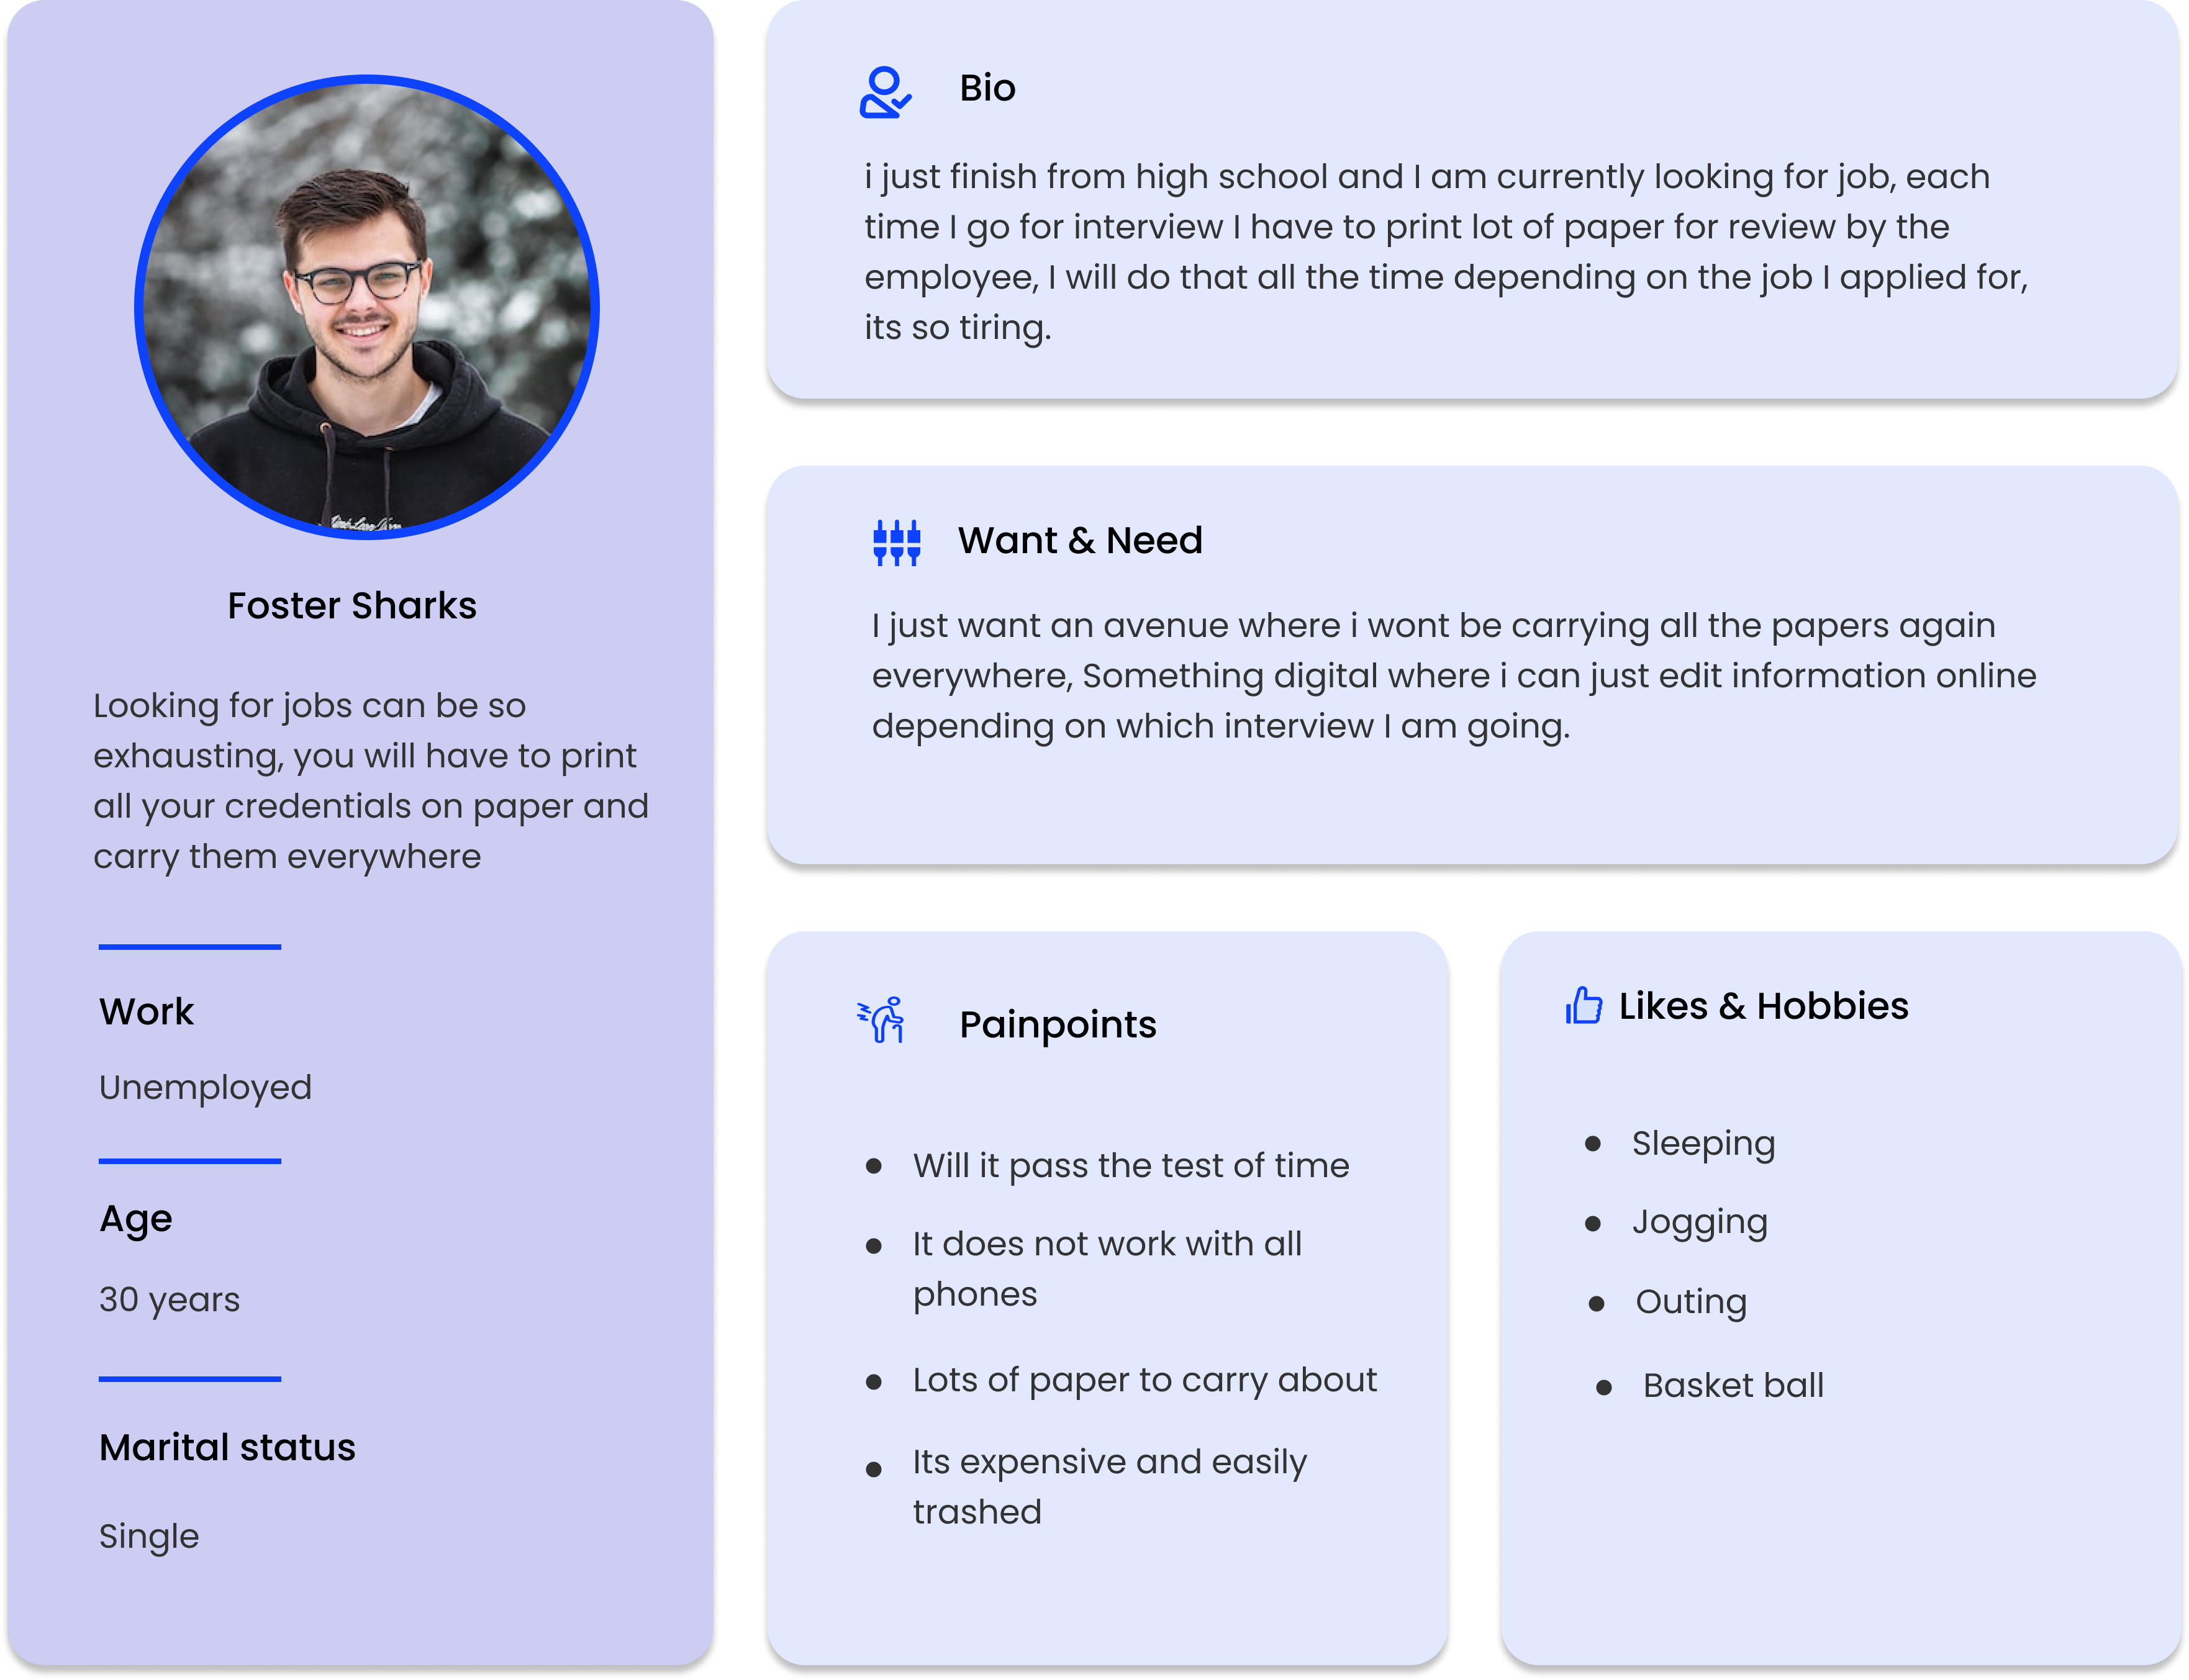 Foster Sharks
Looking for jobs can be so
exhausting, you will have to print
all your credentials on paper and
carry them everywhere
Work
Unemployed
Age
30 years
Marital status
Single
Bio
i just finish from high school and I am currently looking for job, each
time I go for interview I have to print lot of paper for review by the
employee, I will do that all the time depending on the job I applied for,
its so tiring.
Want & Need
I just want an avenue where i wont be carrying all the papers again
everywhere, Something digital where i can just edit information online
depending on which interview I am going.
Painpoints
Will it pass the test of time
It does not work with all
phones
Lots of paper to carry about
Its expensive and easily
trashed
Likes & Hobbies
Sleeping
Jogging
Outing
Basket ball